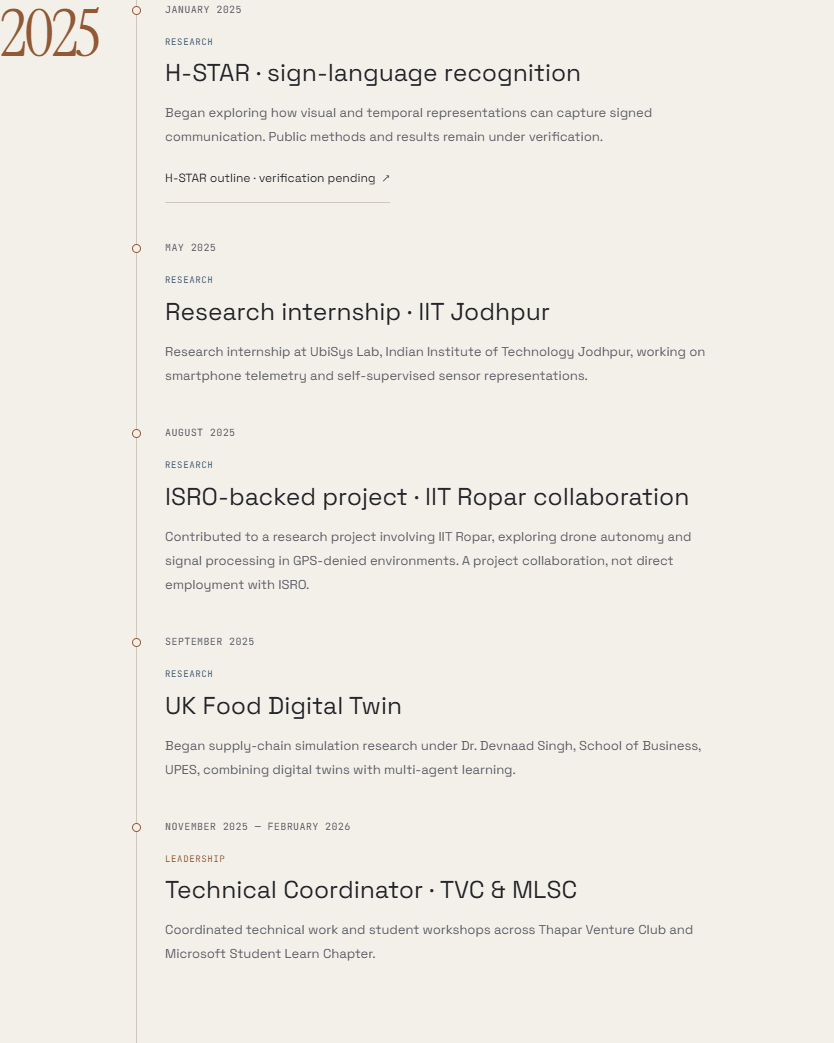 2025
JANUARY 2025
RESEARCH
H-STAR · sign-language recognition
Began exploring how visual and temporal representations can capture signed
communication. Public methods and results remain under verification.
H-STAR outline · verification pending ↗
MAY 2025
RESEARCH
Research internship · IIT Jodhpur
Research internship at UbiSys Lab, Indian Institute of Technology Jodhpur, working on
smartphone telemetry and self-supervised sensor representations.
AUGUST 2025
RESEARCH
ISRO-backed project · IIT Ropar collaboration
Contributed to a research project involving IIT Ropar, exploring drone autonomy and
signal processing in GPS-denied environments. A project collaboration, not direct
employment with ISRO.
SEPTEMBER 2025
RESEARCH
UK Food Digital Twin
Began supply-chain simulation research under Dr. Devnaad Singh, School of Business,
UPES, combining digital twins with multi-agent learning.
NOVEMBER 2025 — FEBRUARY 2026
LEADERSHIP
Technical Coordinator · TVC & MLSC
Coordinated technical work and student workshops across Thapar Venture Club and
Microsoft Student Learn Chapter.